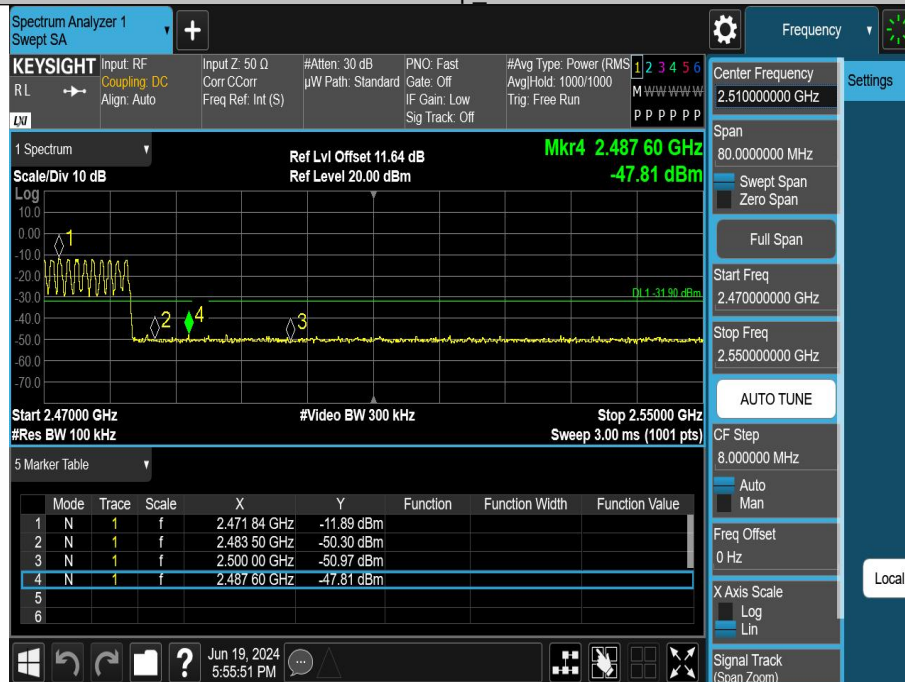 Spectrum Analyzer 1
Swept SA
+
Frequency
KEYSIGHT
RL
LXI
Input: RF
Coupling: DC
Align: Auto
Input Z: 50 Ω
Corr CCorr
Freq Ref: Int (S)
#Atten: 30 dB
µW Path: Standard
PNO: Fast
Gate: Off
IF Gain: Low
Sig Track: Off
#Avg Type: Power (RMS
Avg|Hold: 1000/1000
Trig: Free Run
1 2 3 4 5 6
M W W W W W
P P P P P P
1 Spectrum
Scale/Div 10 dB
Ref Lvl Offset 11.64 dB
Ref Level 20.00 dBm
Mkr4 2.487 60 GHz
-47.81 dBm
Log
10.0
0.00
-10.0
-20.0
-30.0
-40.0
-50.0
-60.0
-70.0
1
2
4
3
DL1 -31.90 dBm
Start 2.47000 GHz
#Res BW 100 kHz
#Video BW 300 kHz
Stop 2.55000 GHz
Sweep 3.00 ms (1001 pts)
5 Marker Table
Mode Trace Scale X Y Function Function Width Function Value
1 N 1 f 2.471 84 GHz -11.89 dBm
2 N 1 f 2.483 50 GHz -50.30 dBm
3 N 1 f 2.500 00 GHz -50.97 dBm
4 N 1 f 2.487 60 GHz -47.81 dBm
5
6
Center Frequency
2.510000000 GHz
Settings
Span
80.0000000 MHz
Swept Span
Zero Span
Full Span
Start Freq
2.470000000 GHz
Stop Freq
2.550000000 GHz
AUTO TUNE
CF Step
8.000000 MHz
Auto
Man
Freq Offset
0 Hz
Local
X Axis Scale
Log
Lin
Signal Track
(Span Zoom)
?
Jun 19, 2024
5:55:51 PM